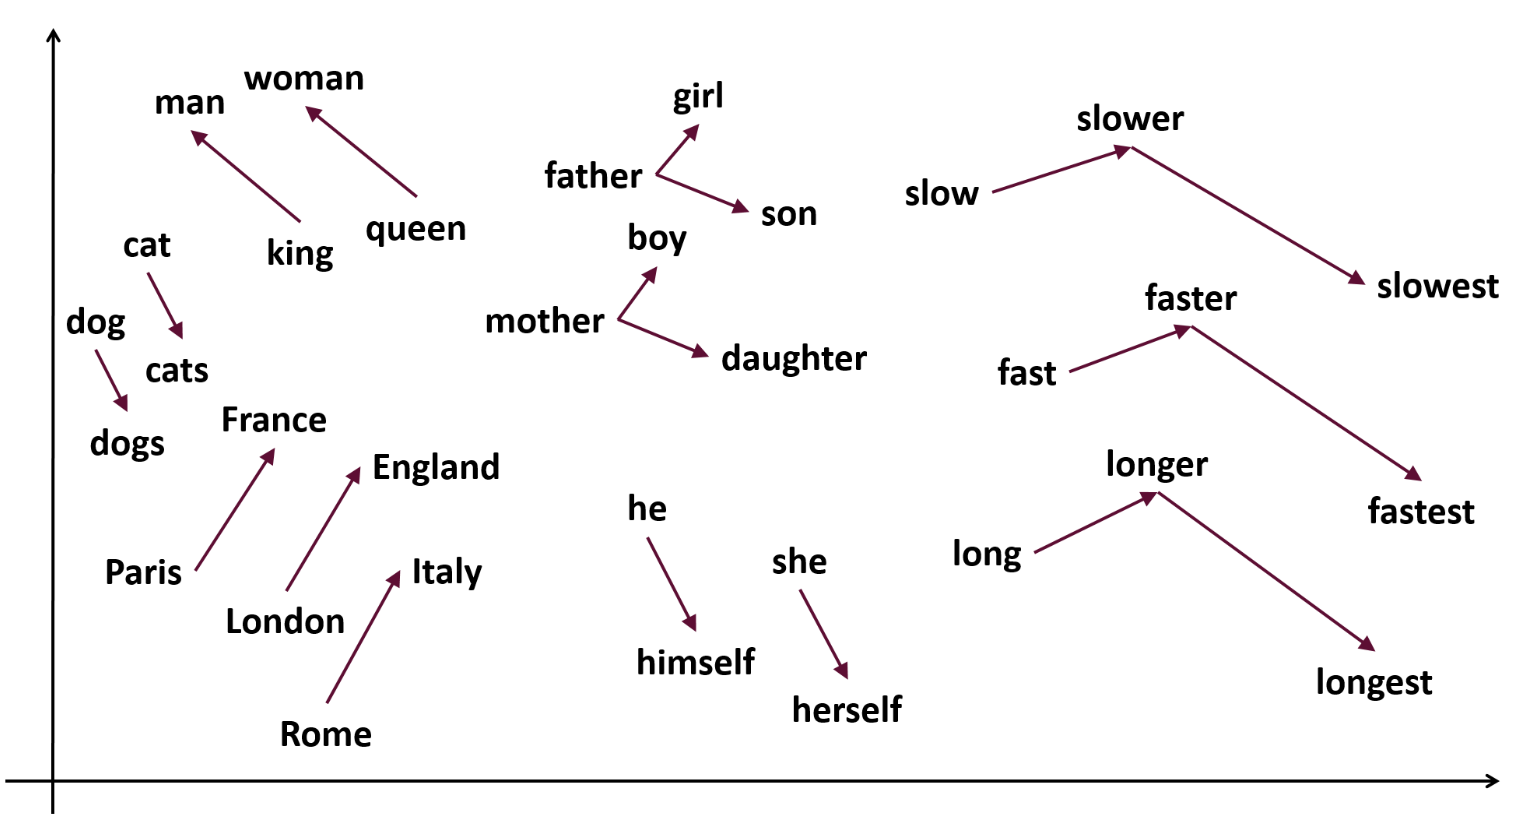 woman
man
king
queen
cat
cats
dog
dogs
France
Paris
England
London
Italy
Rome
girl
father
son
boy
mother
daughter
he
himself
she
herself
slower
slow
slowest
faster
fast
fastest
longer
long
longest